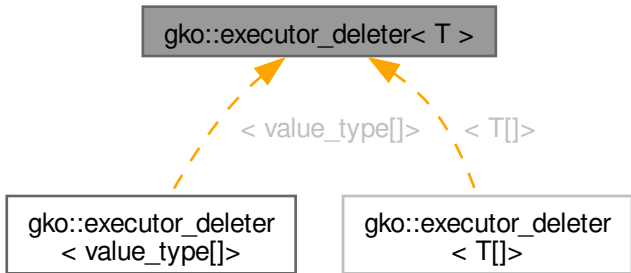 gko::executor_deleter< T >
< value_type[]>
< T[]>
gko::executor_deleter
< value_type[]>
gko::executor_deleter
< T[]>